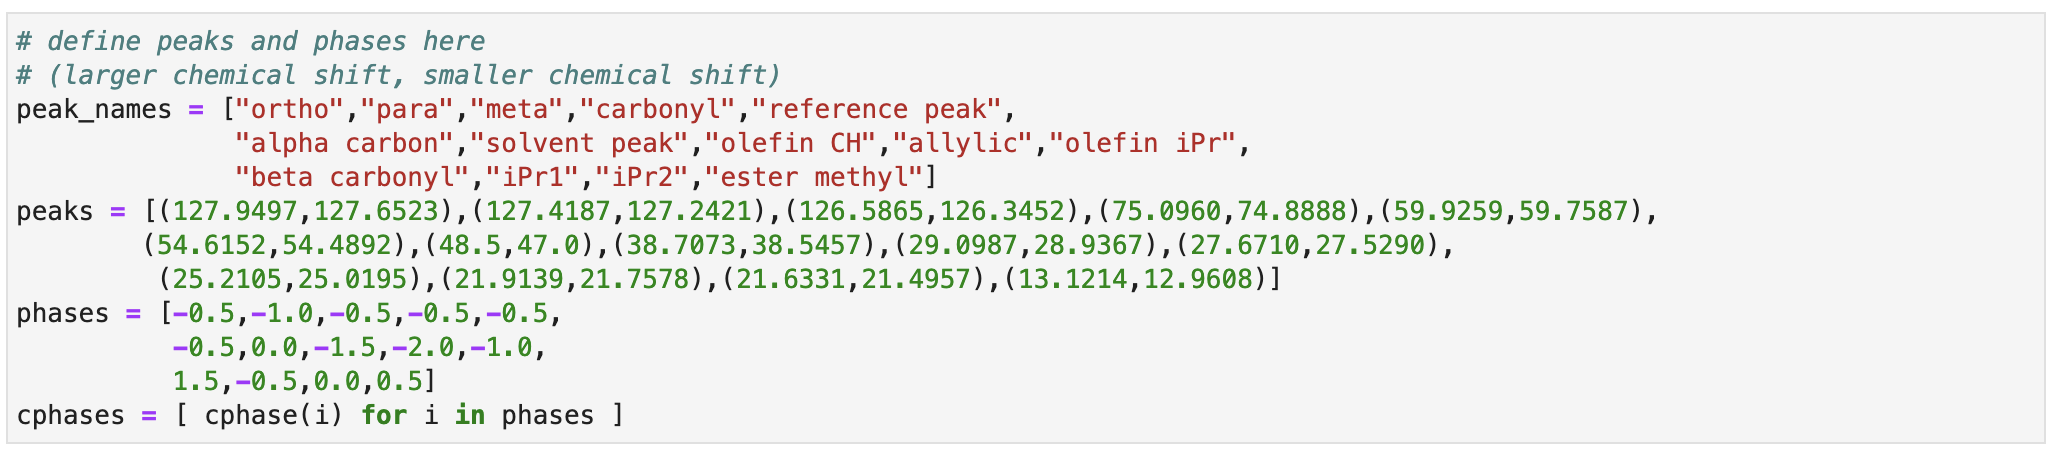 # define peaks and phases here
# (larger chemical shift, smaller chemical shift)
peak_names = ["ortho","para","meta","carbonyl","reference peak",
              "alpha carbon","solvent peak","olefin CH","allylic","olefin iPr",
              "beta carbonyl","iPr1","iPr2","ester methyl"]
peaks = [(127.9497,127.6523),(127.4187,127.2421),(126.5865,126.3452),(75.0960,74.8888),(59.9259,59.7587),
        (54.6152,54.4892),(48.5,47.0),(38.7073,38.5457),(29.0987,28.9367),(27.6710,27.5290),
         (25.2105,25.0195),(21.9139,21.7578),(21.6331,21.4957),(13.1214,12.9608)]
phases = [-0.5,-1.0,-0.5,-0.5,-0.5,
          -0.5,0.0,-1.5,-2.0,-1.0,
          1.5,-0.5,0.0,0.5]
cphases = [ cphase(i) for i in phases ]